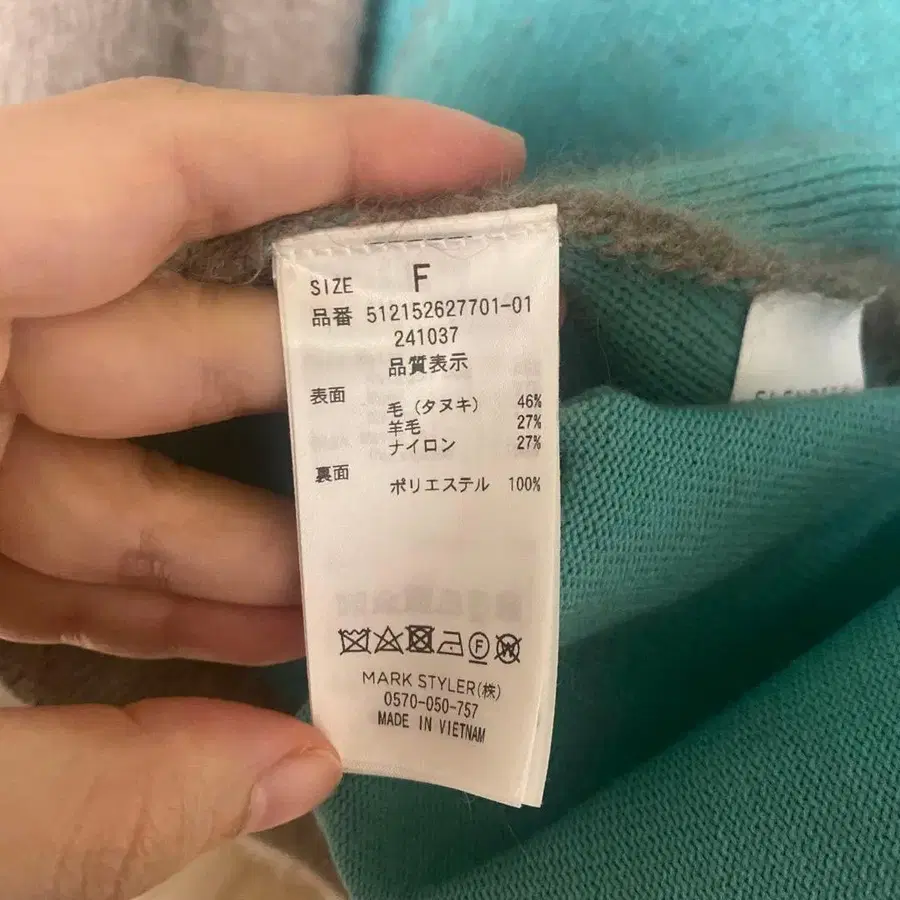 SIZE F
品番 512152627701-01
241037
品質表示
表面
毛 (タヌキ) 46%
羊毛 27%
ナイロン 27%
裏面
ポリエステル 100%
F
W
MARK STYLER(株)
0570-050-757
MADE IN VIETNAM